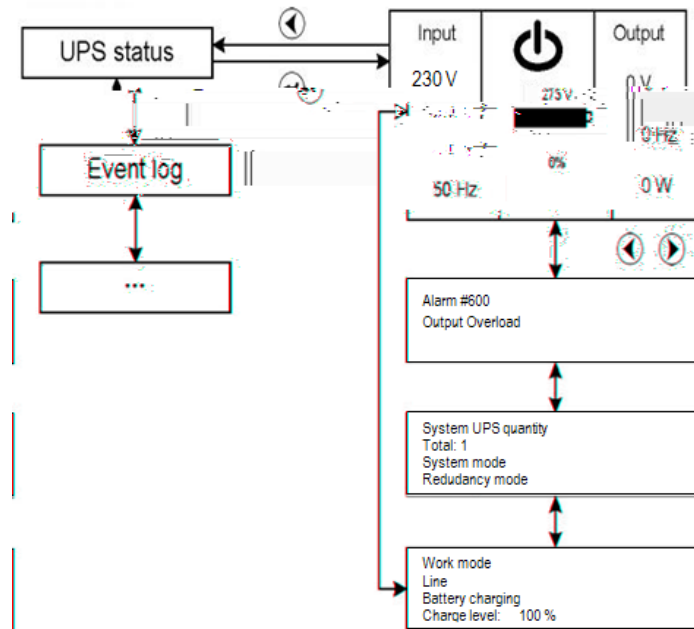 UPS status
Input
Output
230 V
275 V
0 V
0 Hz
0%
50 Hz
0 W
Event log
...
Alarm #600
Output Overload
System UPS quantity
Total: 1
System mode
Redudancy mode
Work mode
Line
Battery charging
Charge level: 100 %